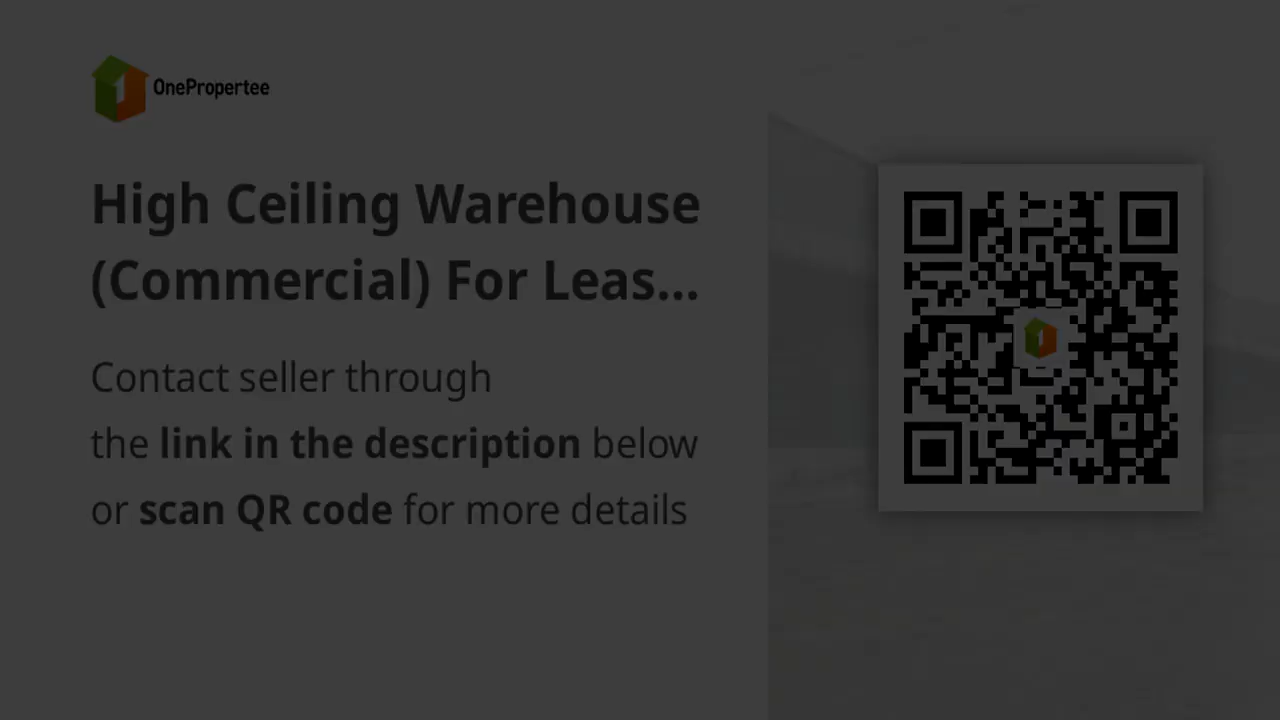 OnePropertee
High Ceiling Warehouse
(Commercial) For Leas...
Contact seller through
the link in the description below
or scan QR code for more details